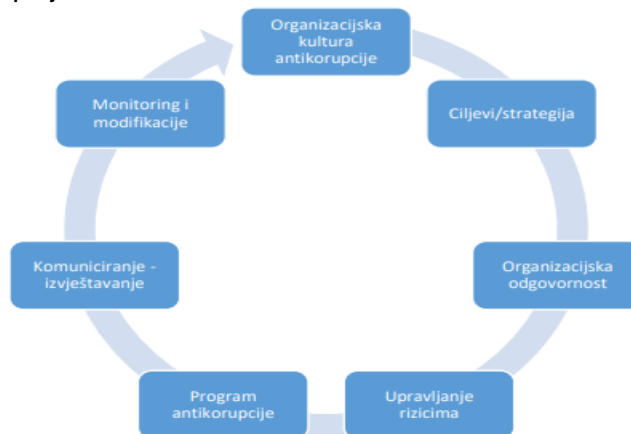 Organizacijska
kultura
antikorupcije
Ciljevi/strategija
Organizacijska
odgovornost
Upravljanje
rizicima
Program
antikorupcije
Komuniciranje -
izvještavanje
Monitoring i
modifikacije